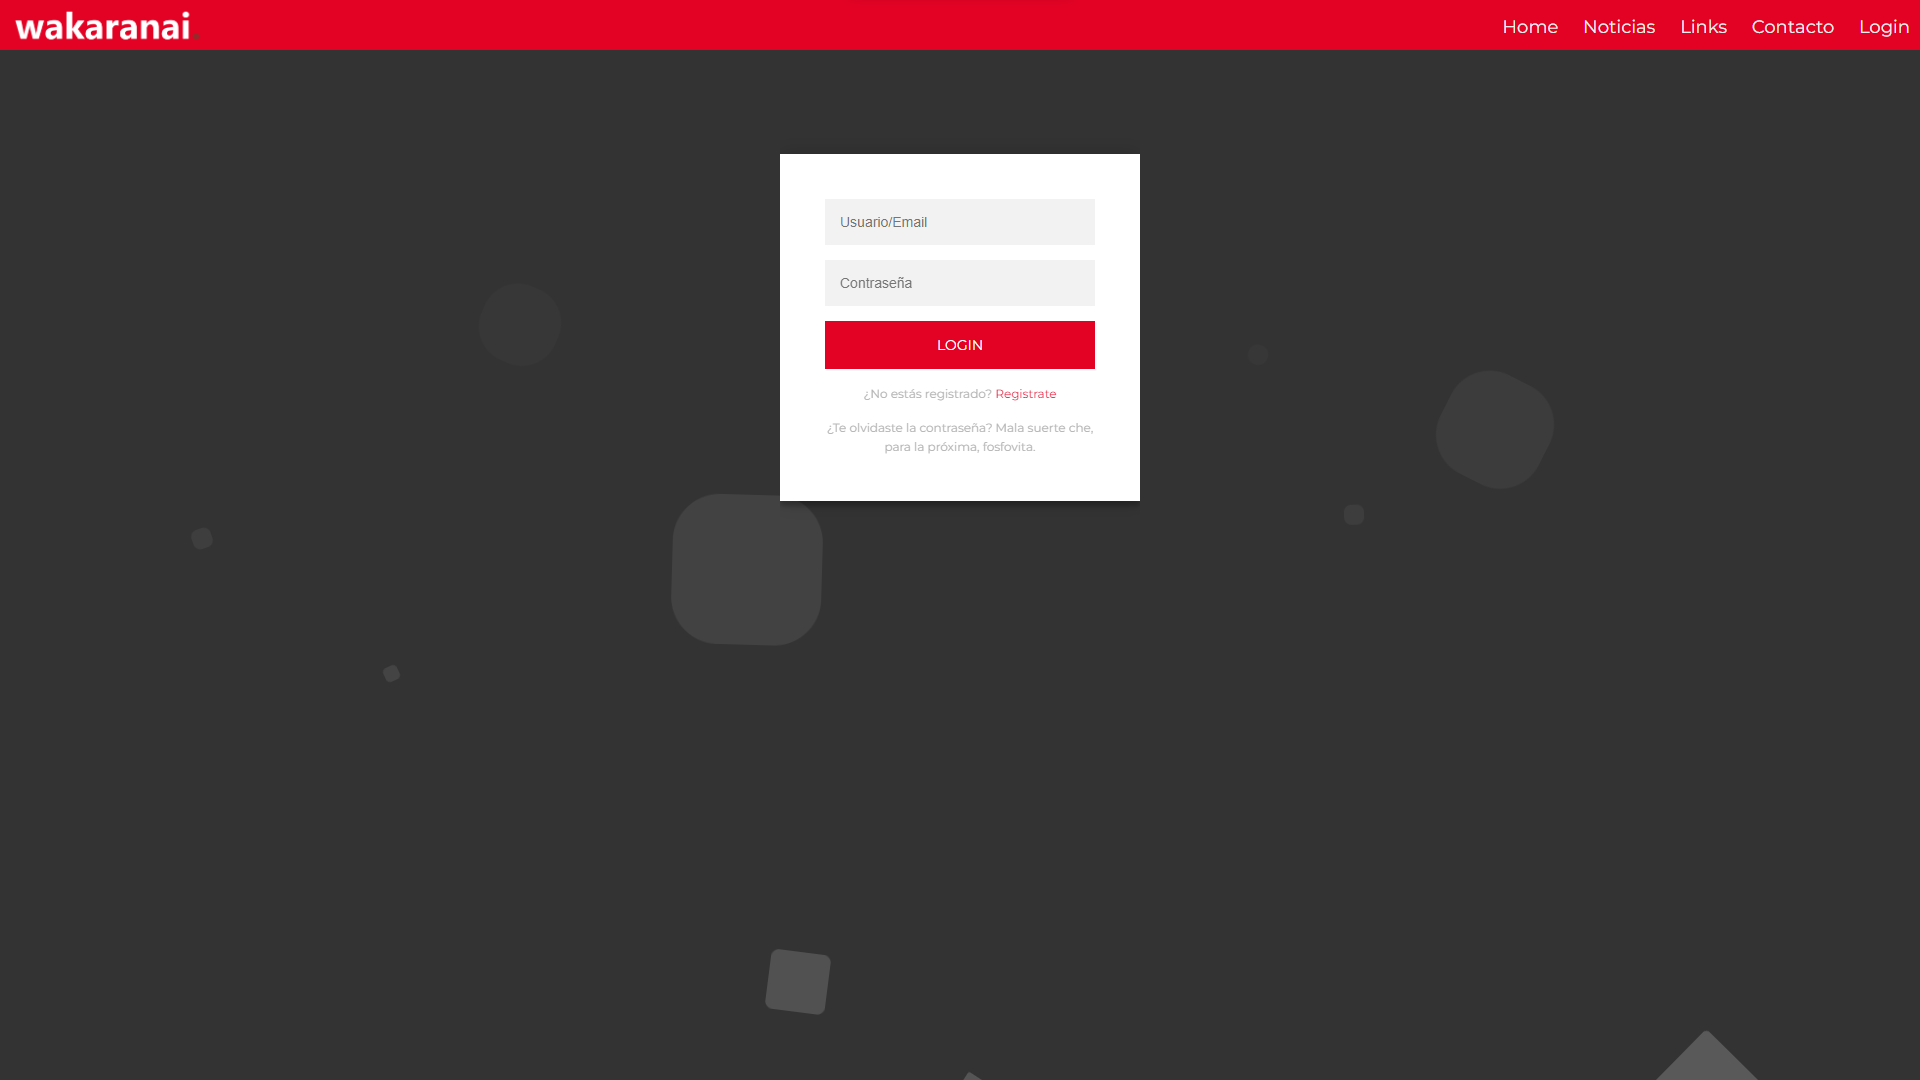 wakaranai
Home Noticias Links Contacto Login
Usuario/Email
Contraseña
LOGIN
¿No estás registrado? Registrate
¿Te olvidaste la contraseña? Mala suerte che,
para la próxima, fosfovita.